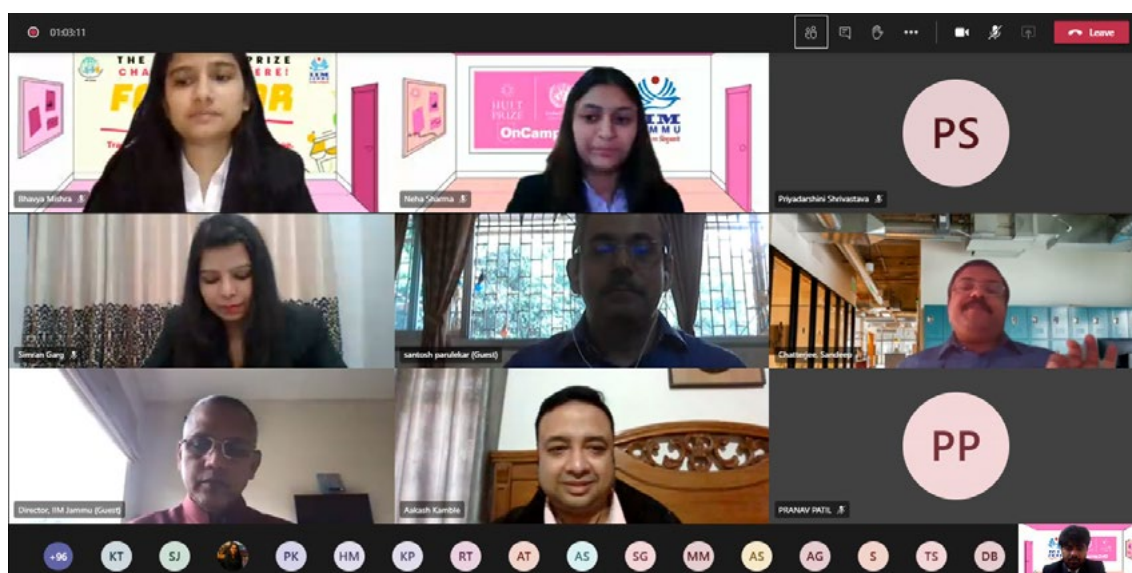 01:03:11
Leave
THE PRIZE
CHA ERE!
FO R
Tra
Bhavya Mishra
HULT
PRIZE
OnCamp
IIM
MMU
Neha Sharma
PS
Priyadarshini Shrivastava
Simran Garg
santosh parulekar (Guest)
Chatterjee, Sandeep
Director, IIM Jammu (Guest)
Aakash Kamble
PP
PRANAV PATIL
+96
KT
SJ
PK
HM
KP
RT
AT
AS
SG
MM
AS
AG
S
TS
DB